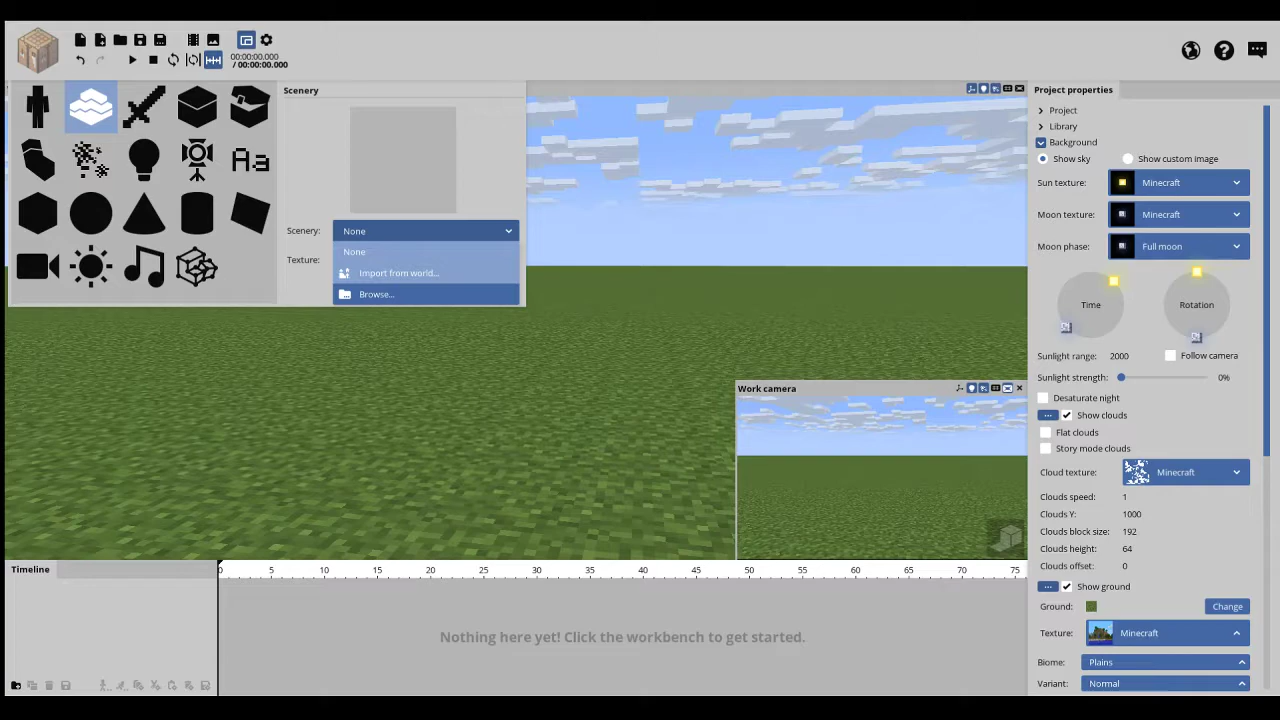 00:00:00.000
/ 00:00:00.000
Scenery
Scenery:
None
None
Texture:
Import from world...
Browse...
Aa
Work camera
Project properties
Project
Library
Background
Show sky
Show custom image
Sun texture:
Minecraft
Moon texture:
Minecraft
Moon phase:
Full moon
Time
Rotation
Sunlight range:
2000
Follow camera
Sunlight strength:
0%
Desaturate night
Show clouds
Flat clouds
Story mode clouds
Cloud texture:
Minecraft
Clouds speed:
1
Clouds Y:
1000
Clouds block size:
192
Clouds height:
64
Clouds offset:
0
Show ground
Ground:
Change
Texture:
Minecraft
Biome:
Plains
Variant:
Normal
Timeline
0 5 10 15 20 25 30 35 40 45 50 55 60 65 70 75
Nothing here yet! Click the workbench to get started.